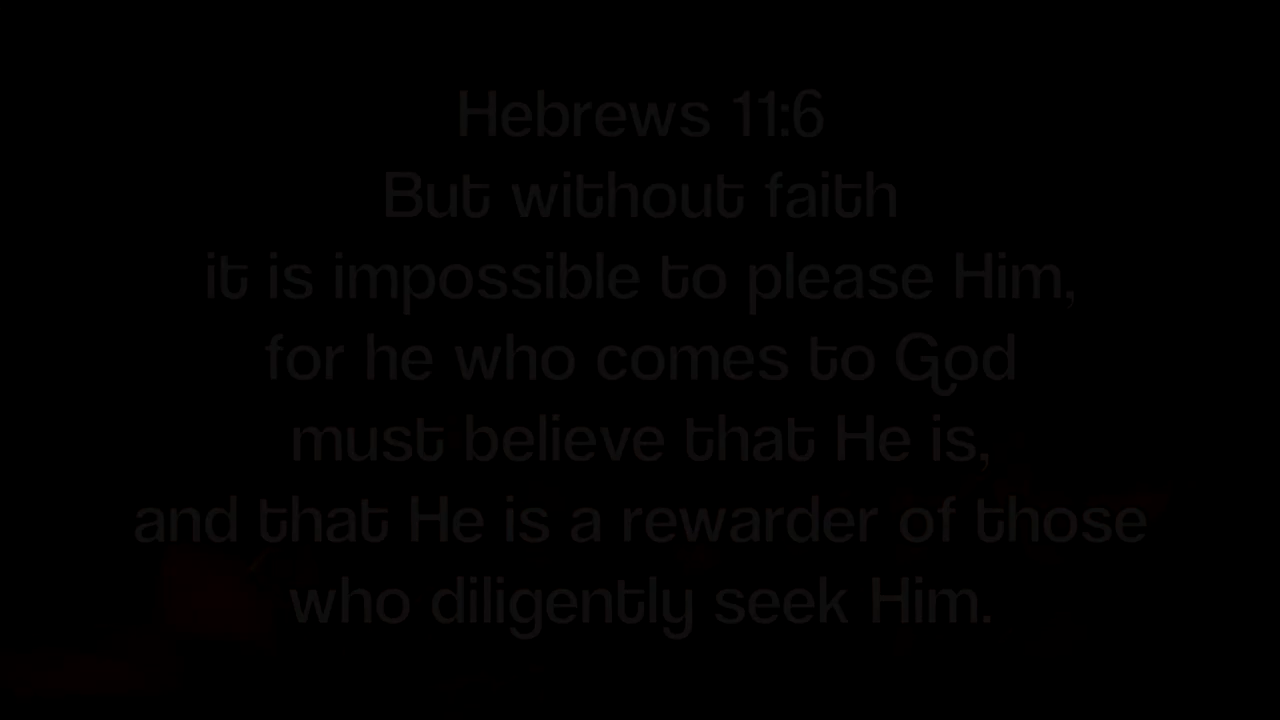 Hebrews 11:6
But without faith
it is impossible to please Him,
for he who comes to God
must believe that He is,
and that He is a rewarder of those
who diligently seek Him.